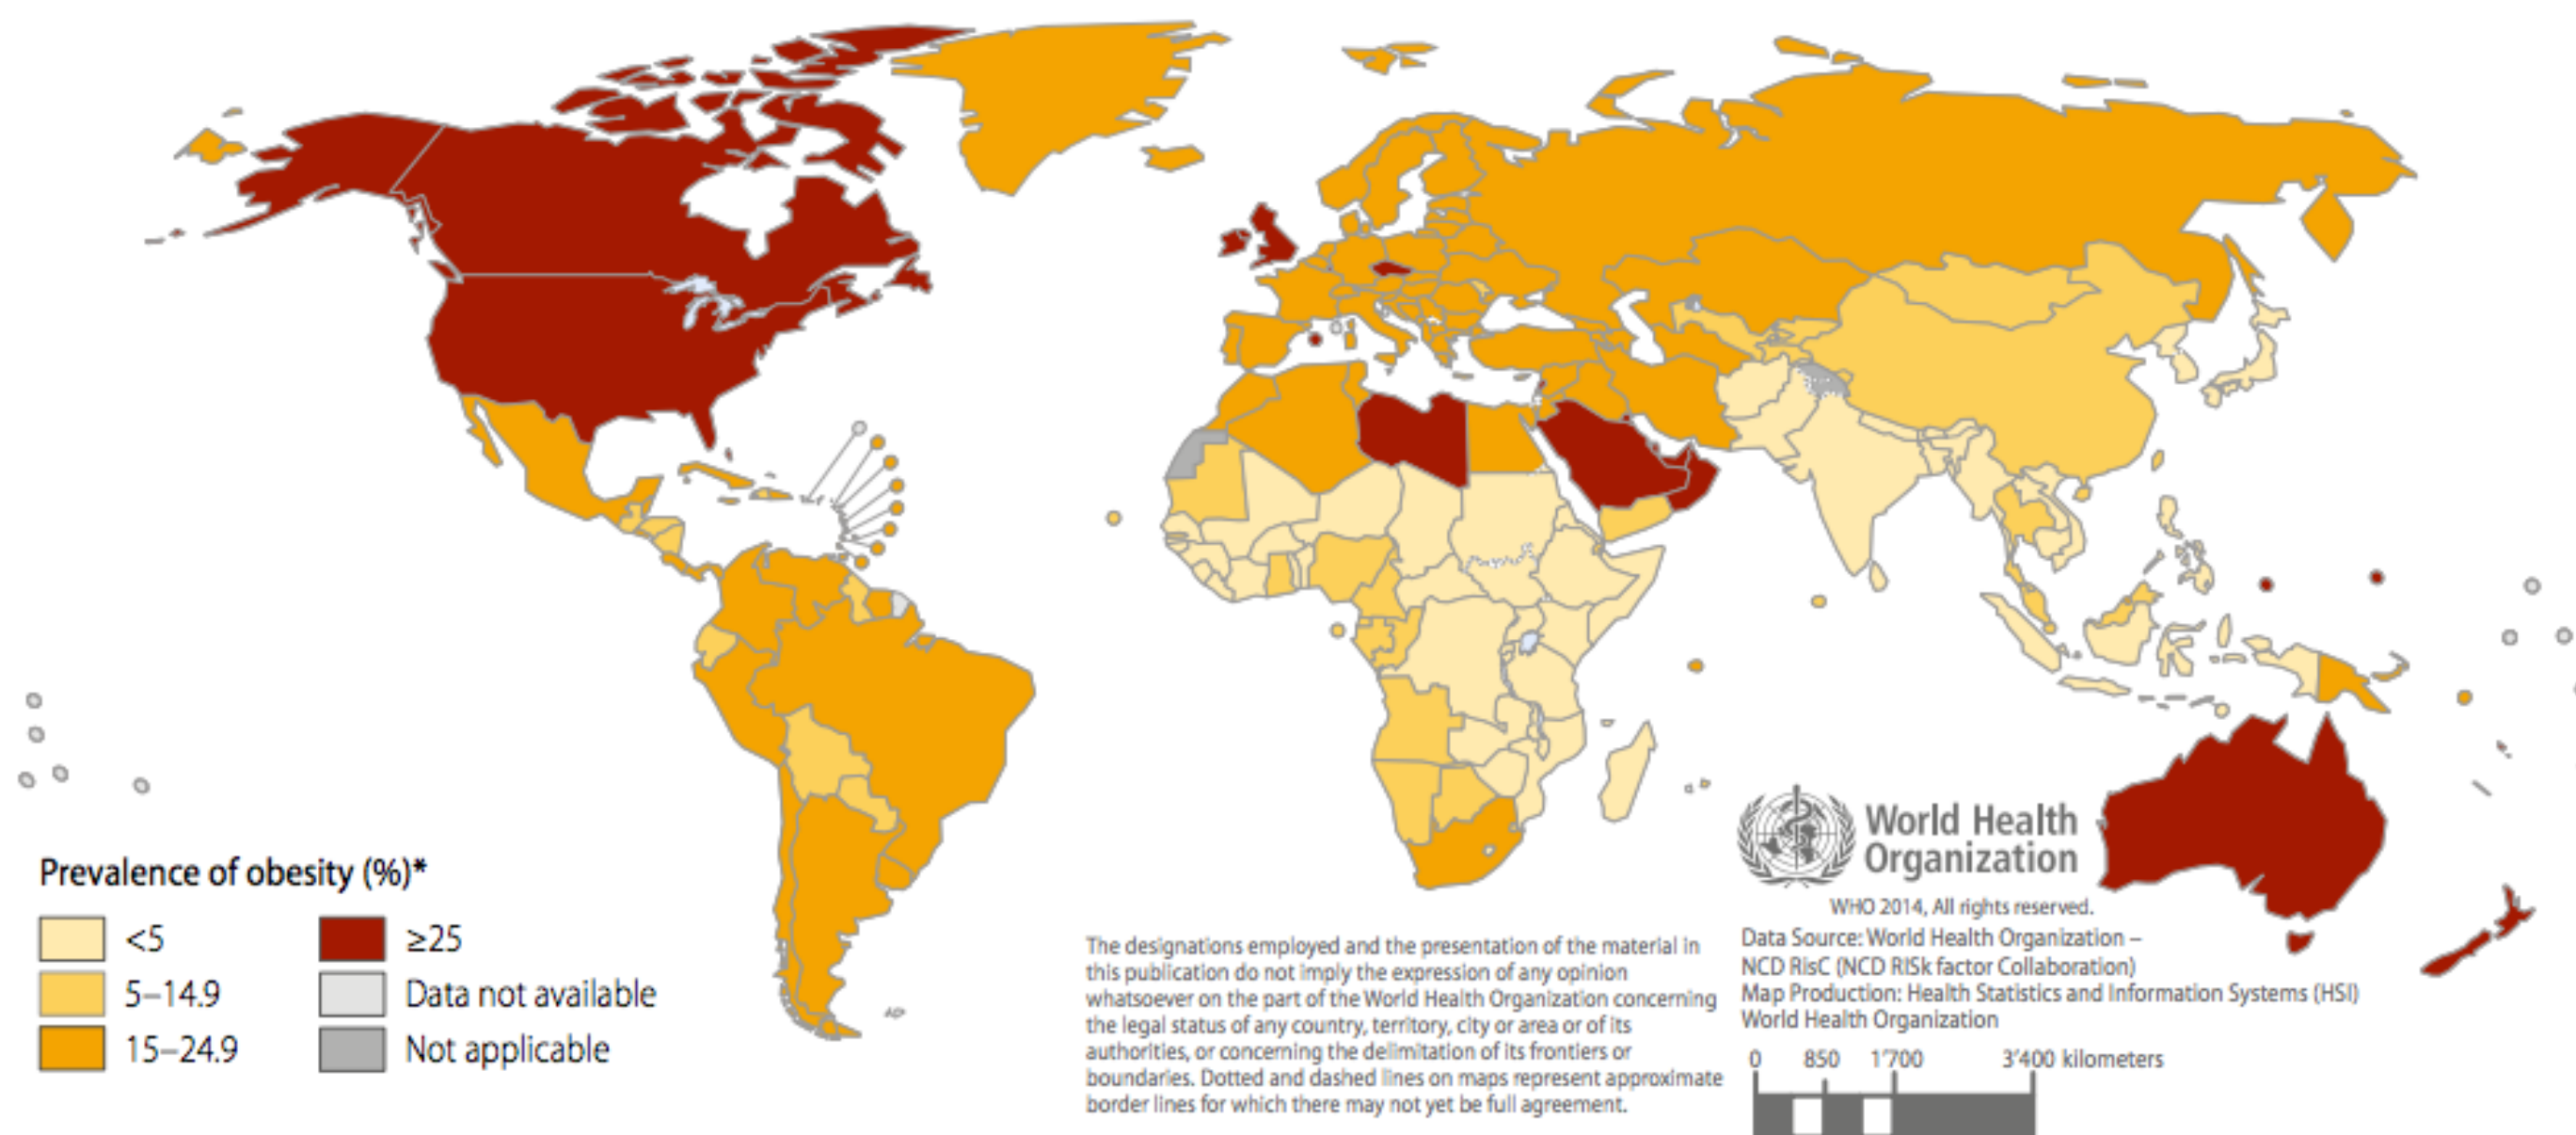 Prevalence of obesity (%)*
<5
5–14.9
15–24.9
≥25
Data not available
Not applicable
The designations employed and the presentation of the material in
this publication do not imply the expression of any opinion
whatsoever on the part of the World Health Organization concerning
the legal status of any country, territory, city or area or of its
authorities, or concerning the delimitation of its frontiers or
boundaries. Dotted and dashed lines on maps represent approximate
border lines for which there may not yet be full agreement.
World Health
Organization
WHO 2014, All rights reserved.
Data Source: World Health Organization –
NCD RisC (NCD RISk factor Collaboration)
Map Production: Health Statistics and Information Systems (HSI)
World Health Organization
0 850 1'700 3'400 kilometers